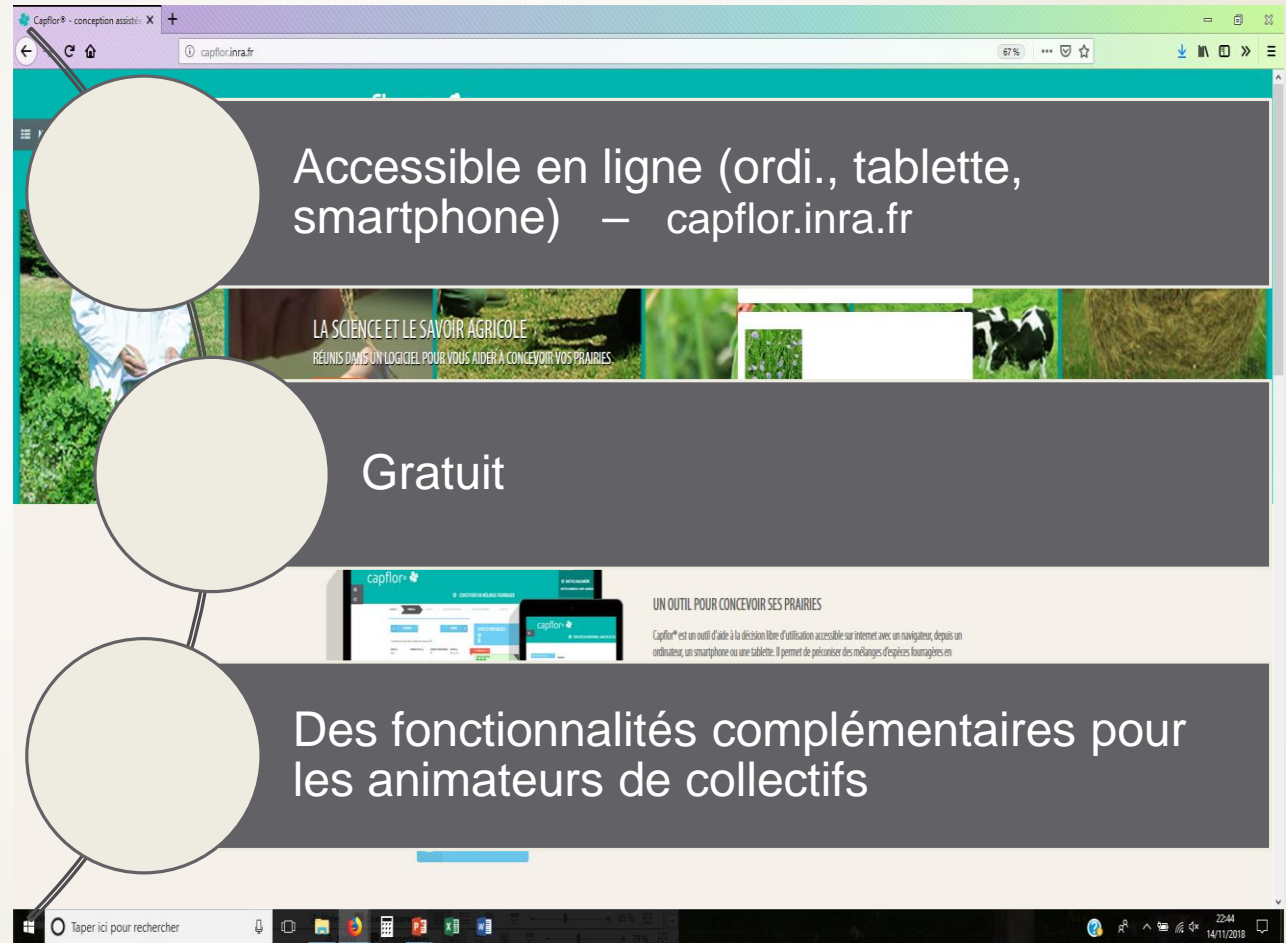 Capflor® - conception assistée
capflor.inra.fr
67 %
Accessible en ligne (ordi., tablette,
smartphone) – capflor.inra.fr
LA SCIENCE ET LE SAVOIR AGRICOLE
RÉUNIS DANS UN LOGICIEL POUR VOUS AIDER À CONCEVOIR VOS PRAIRIES
Gratuit
capflor®
capflor®
UN OUTIL POUR CONCEVOIR SES PRAIRIES
Capflor® est un outil d'aide à la décision libre d'utilisation accessible sur internet avec un navigateur, depuis un
ordinateur, un smartphone ou une tablette. Il permet de préconiser des mélanges d'espèces fourragères en
Des fonctionnalités complémentaires pour
les animateurs de collectifs
Taper ici pour rechercher
22:44
14/11/2018